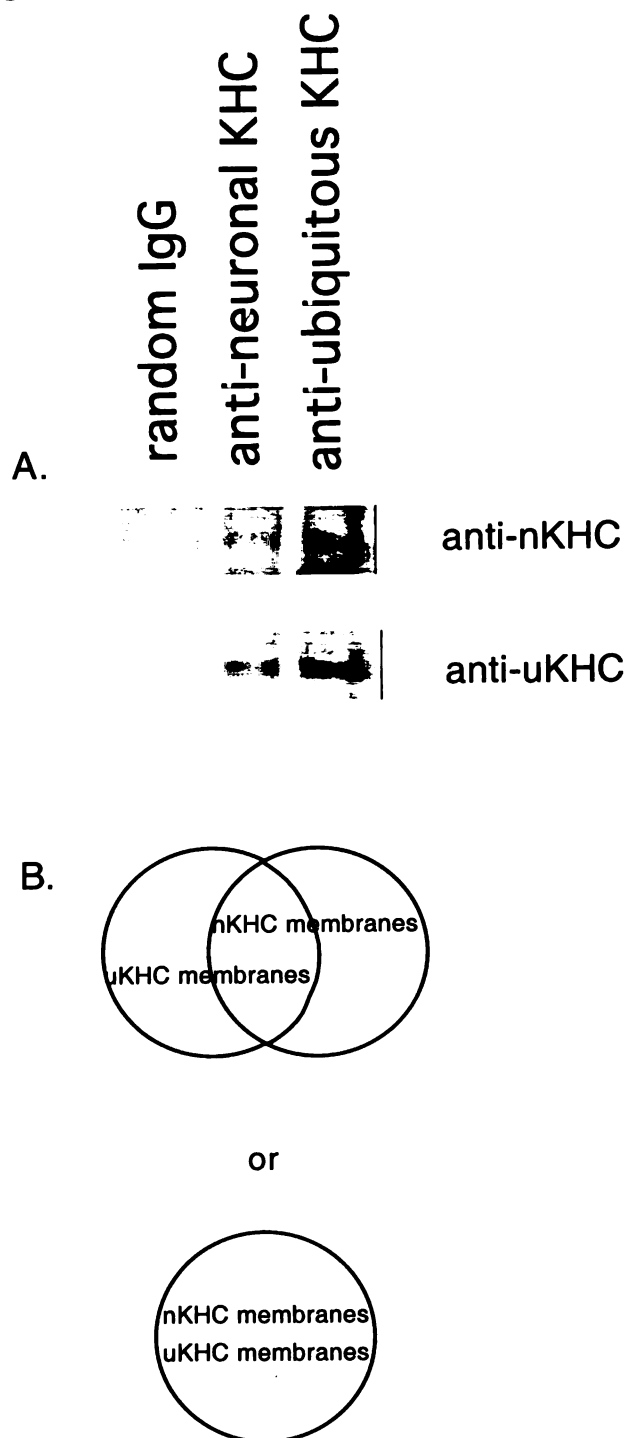 random IgG
anti-neuronal KHC
anti-ubiquitous KHC
A.
anti-nKHC
anti-uKHC
B.
nKHC membranes
uKHC membranes
or
nKHC membranes
uKHC membranes